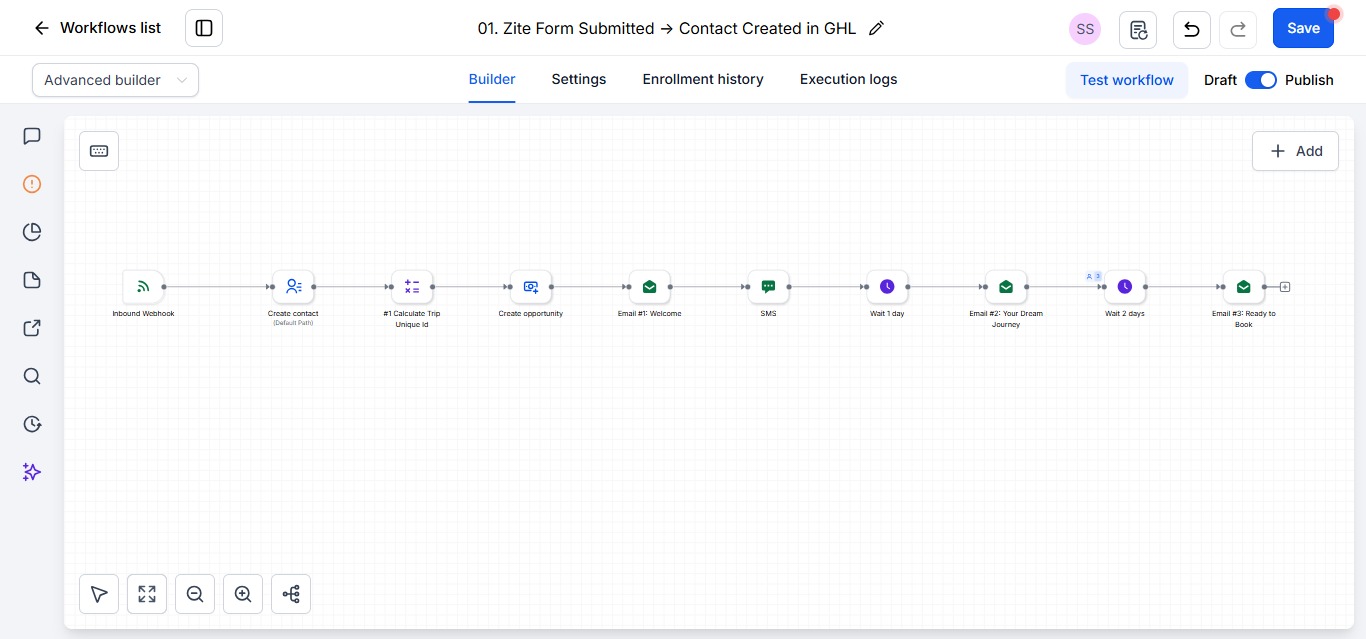 Workflows list
01. Zite Form Submitted → Contact Created in GHL
SS
Save
Advanced builder
Builder
Settings
Enrollment history
Execution logs
Test workflow
Draft
Publish
Add
Inbound Webhook
Create contact
(Default Path)
#1 Calculate Trip
Unique Id
Create opportunity
Email #1: Welcome
SMS
Wait 1 day
Email #2: Your Dream
Journey
3
Wait 2 days
Email #3: Ready to
Book